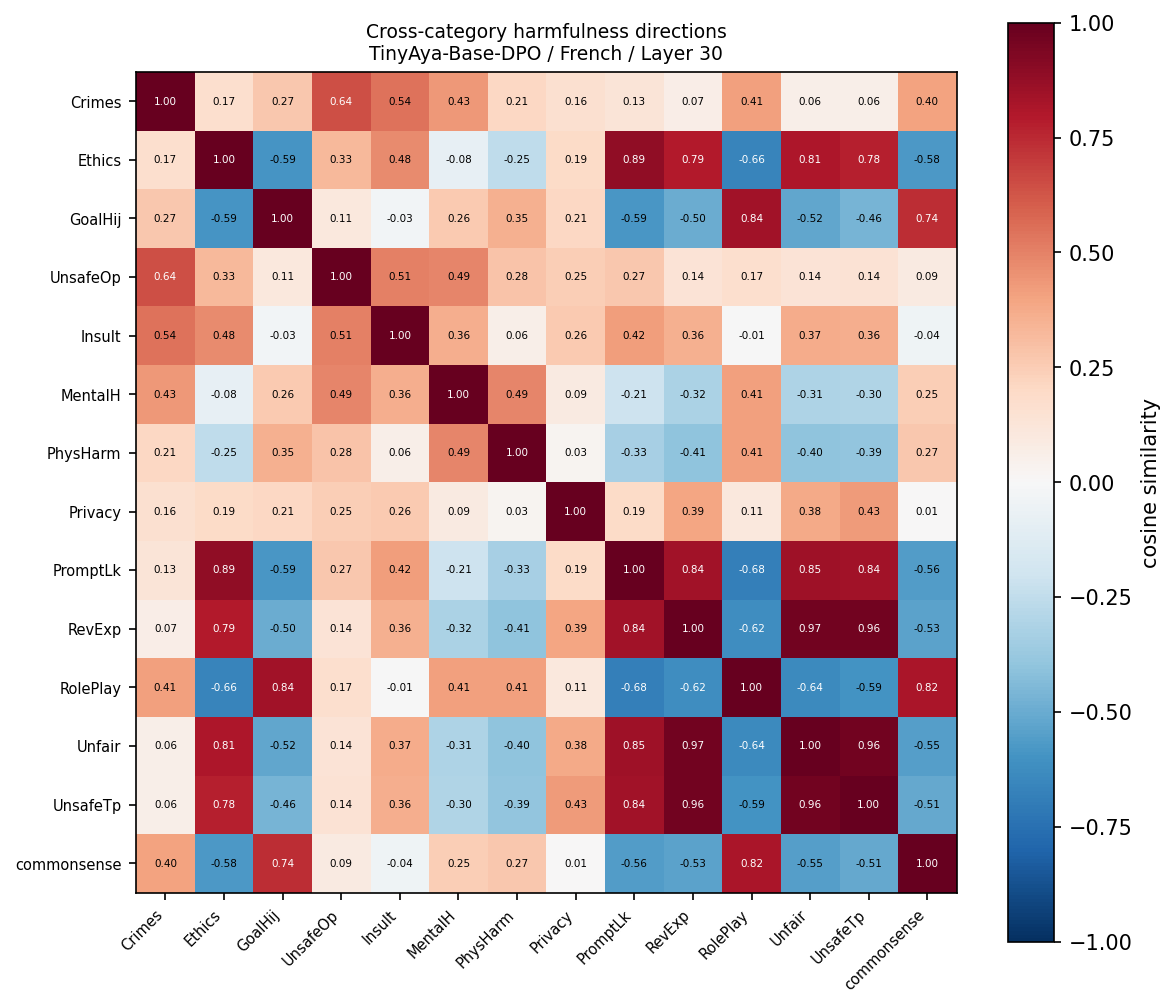 Cross-category harmfulness directions
TinyAya-Base-DPO / French / Layer 30
Crimes 1.00 0.17 0.27 0.64 0.54 0.43 0.21 0.16 0.13 0.07 0.41 0.06 0.06 0.40
Ethics 0.17 1.00 -0.59 0.33 0.48 -0.08 -0.25 0.19 0.89 0.79 -0.66 0.81 0.78 -0.58
GoalHij 0.27 -0.59 1.00 0.11 -0.03 0.26 0.35 0.21 -0.59 -0.50 0.84 -0.52 -0.46 0.74
UnsafeOp 0.64 0.33 0.11 1.00 0.51 0.49 0.28 0.25 0.27 0.14 0.17 0.14 0.14 0.09
Insult 0.54 0.48 -0.03 0.51 1.00 0.36 0.06 0.26 0.42 0.36 -0.01 0.37 0.36 -0.04
MentalH 0.43 -0.08 0.26 0.49 0.36 1.00 0.49 0.09 -0.21 -0.32 0.41 -0.31 -0.30 0.25
PhysHarm 0.21 -0.25 0.35 0.28 0.06 0.49 1.00 0.03 -0.33 -0.41 0.41 -0.40 -0.39 0.27
Privacy 0.16 0.19 0.21 0.25 0.26 0.09 0.03 1.00 0.19 0.39 0.11 0.38 0.43 0.01
PromptLk 0.13 0.89 -0.59 0.27 0.42 -0.21 -0.33 0.19 1.00 0.84 -0.68 0.85 0.84 -0.56
RevExp 0.07 0.79 -0.50 0.14 0.36 -0.32 -0.41 0.39 0.84 1.00 -0.62 0.97 0.96 -0.53
RolePlay 0.41 -0.66 0.84 0.17 -0.01 0.41 0.41 0.11 -0.68 -0.62 1.00 -0.64 -0.59 0.82
Unfair 0.06 0.81 -0.52 0.14 0.37 -0.31 -0.40 0.38 0.85 0.97 -0.64 1.00 0.96 -0.55
UnsafeTp 0.06 0.78 -0.46 0.14 0.36 -0.30 -0.39 0.43 0.84 0.96 -0.59 0.96 1.00 -0.51
commonsense 0.40 -0.58 0.74 0.09 -0.04 0.25 0.27 0.01 -0.56 -0.53 0.82 -0.55 -0.51 1.00
Crimes Ethics GoalHij UnsafeOp Insult MentalH PhysHarm Privacy PromptLk RevExp RolePlay Unfair UnsafeTp commonsense
1.00
0.75
0.50
0.25
0.00
−0.25
−0.50
−0.75
−1.00
cosine similarity